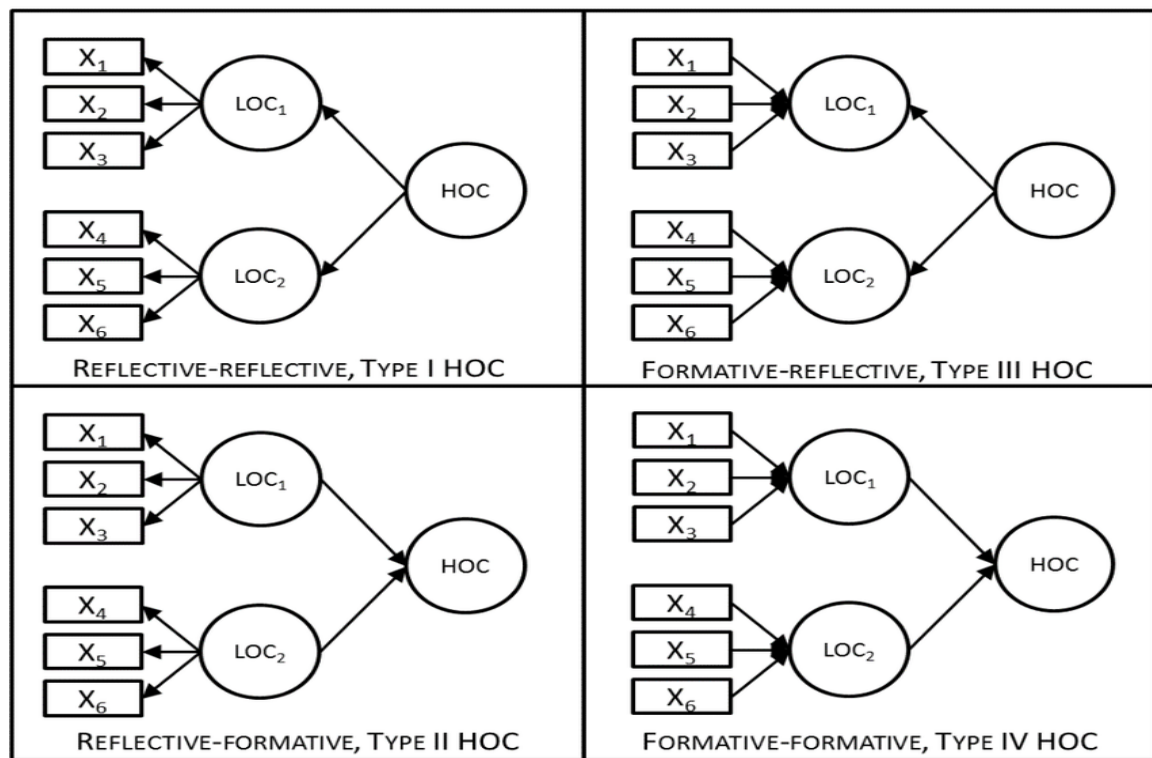 X₁
X₂
X₃
LOC₁
HOC
X₄
X₅
X₆
LOC₂
REFLECTIVE-REFLECTIVE, TYPE I HOC
X₁
X₂
X₃
LOC₁
HOC
X₄
X₅
X₆
LOC₂
FORMATIVE-REFLECTIVE, TYPE III HOC
X₁
X₂
X₃
LOC₁
HOC
X₄
X₅
X₆
LOC₂
REFLECTIVE-FORMATIVE, TYPE II HOC
X₁
X₂
X₃
LOC₁
HOC
X₄
X₅
X₆
LOC₂
FORMATIVE-FORMATIVE, TYPE IV HOC